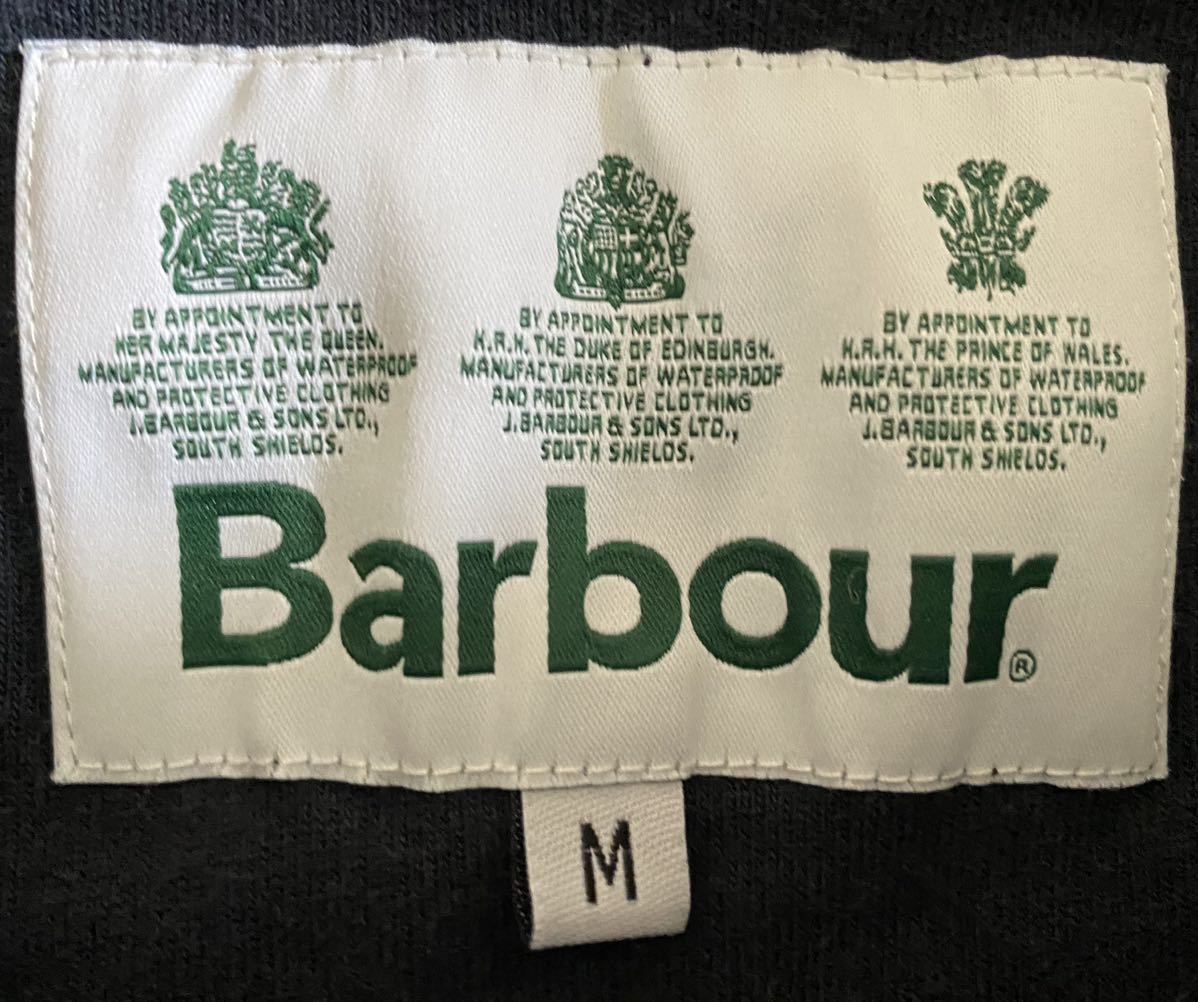 BY APPOINTMENT TO
HER MAJESTY THE QUEEN.
MANUFACTURERS OF WATERPROOF
AND PROTECTIVE CLOTHING
J.BARBOUR & SONS LTD.,
SOUTH SHIELDS.
BY APPOINTMENT TO
H.R.H. THE DUKE OF EDINBURGH.
MANUFACTURERS OF WATERPROOF
AND PROTECTIVE CLOTHING
J.BARBOUR & SONS LTD.,
SOUTH SHIELDS.
BY APPOINTMENT TO
H.R.H. THE PRINCE OF WALES.
MANUFACTURERS OF WATERPROOF
AND PROTECTIVE CLOTHING
J.BARBOUR & SONS LTD.,
SOUTH SHIELDS.
Barbour®
M